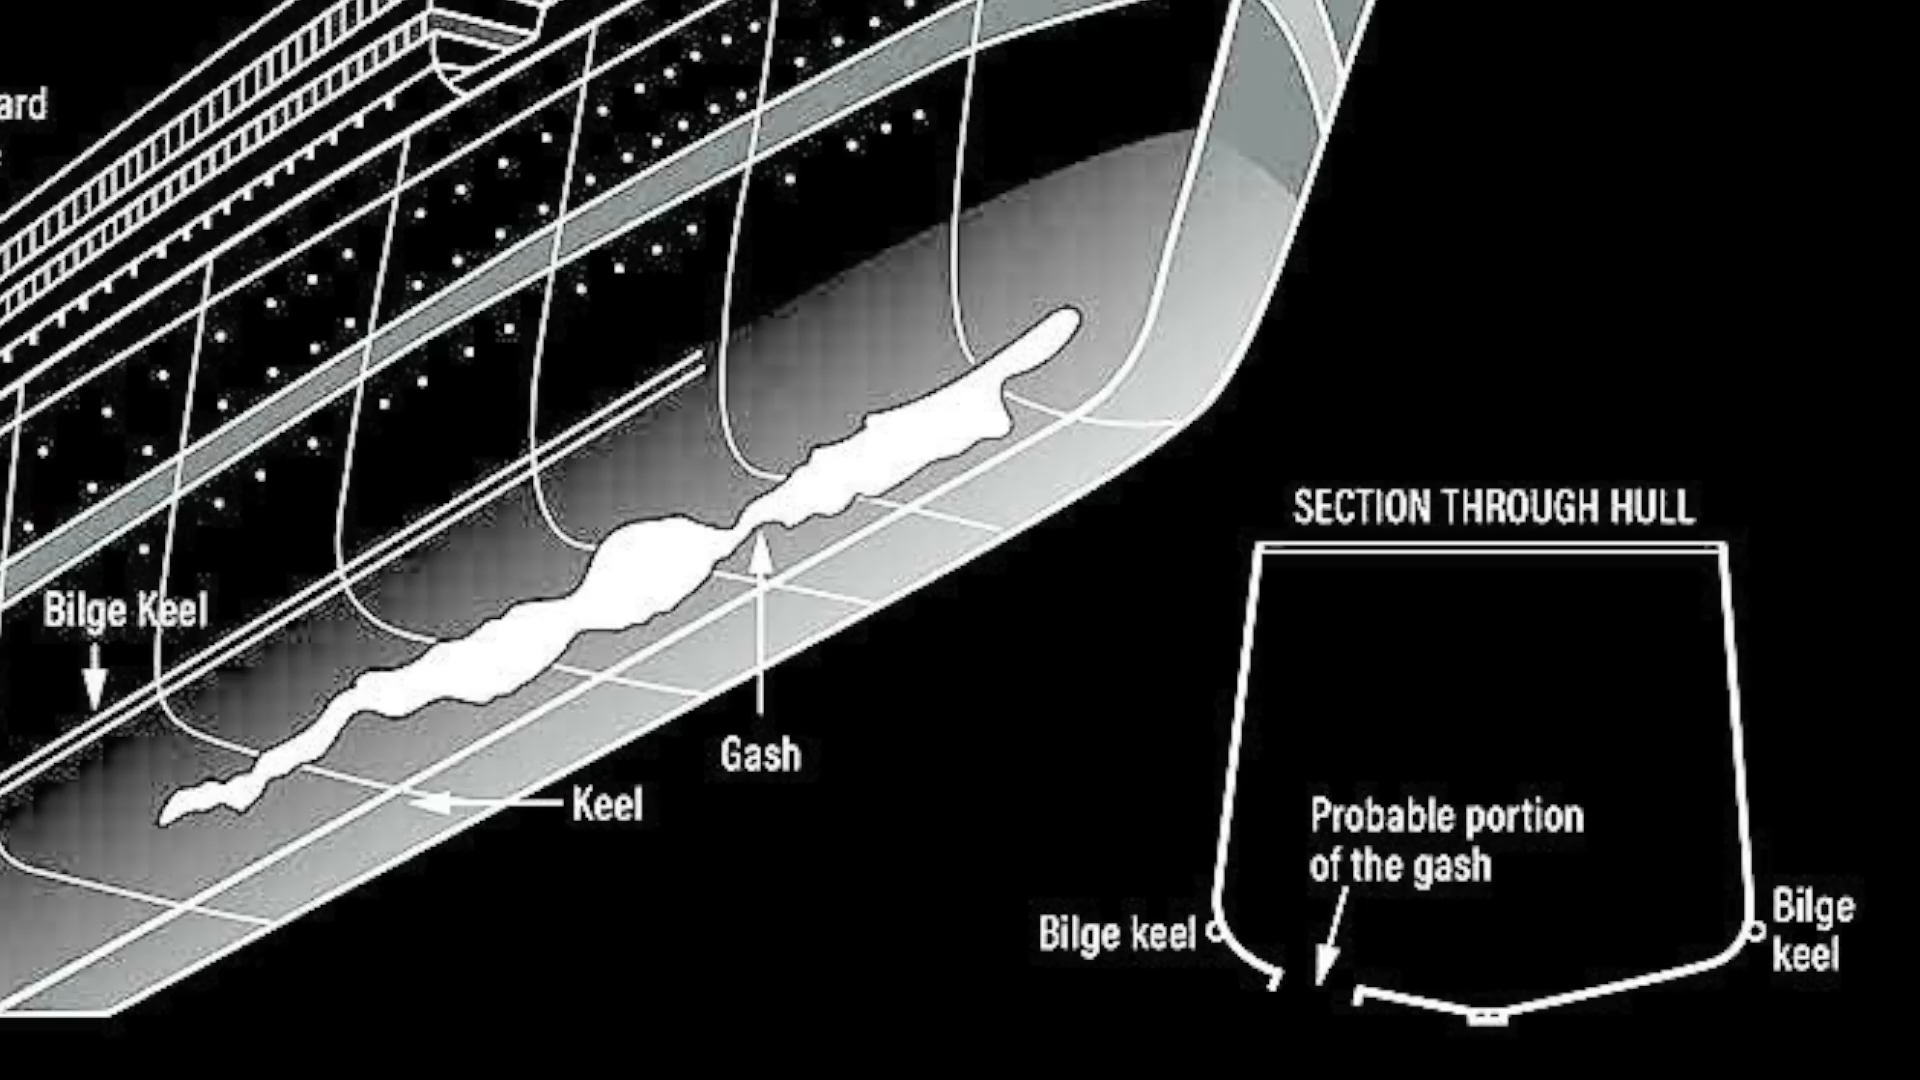 ard
Bilge Keel
Gash
Keel
SECTION THROUGH HULL
Probable portion
of the gash
Bilge keel
Bilge
keel